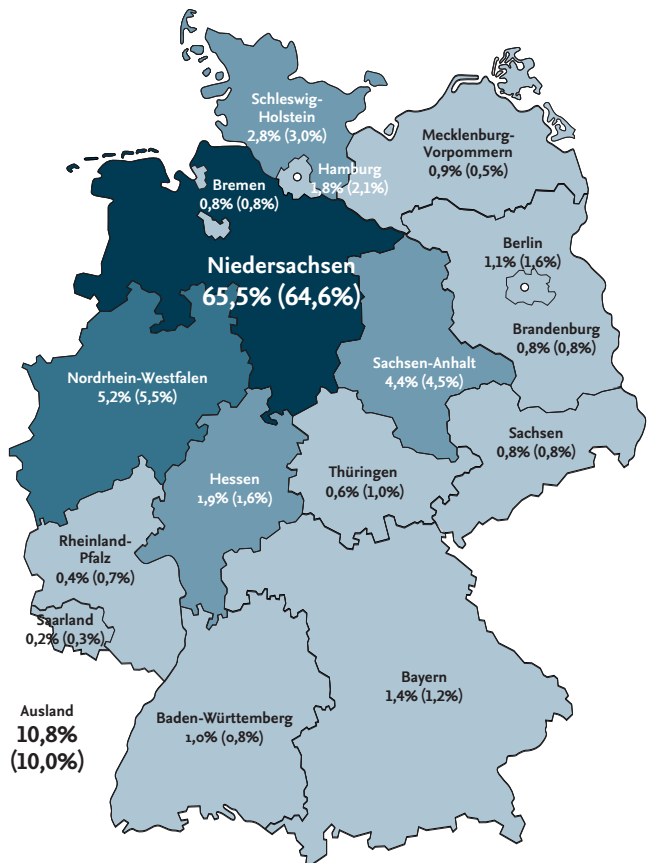 Schleswig-
Holstein
2,8% (3,0%)
Mecklenburg-
Vorpommern
0,9% (0,5%)
Hamburg
1,8% (2,1%)
Bremen
0,8% (0,8%)
Niedersachsen
65,5% (64,6%)
Berlin
1,1% (1,6%)
Brandenburg
0,8% (0,8%)
Sachsen-Anhalt
4,4% (4,5%)
Nordrhein-Westfalen
5,2% (5,5%)
Sachsen
0,8% (0,8%)
Hessen
1,9% (1,6%)
Thüringen
0,6% (1,0%)
Rheinland-
Pfalz
0,4% (0,7%)
Saarland
0,2% (0,3%)
Bayern
1,4% (1,2%)
Baden-Württemberg
1,0% (0,8%)
Ausland
10,8%
(10,0%)